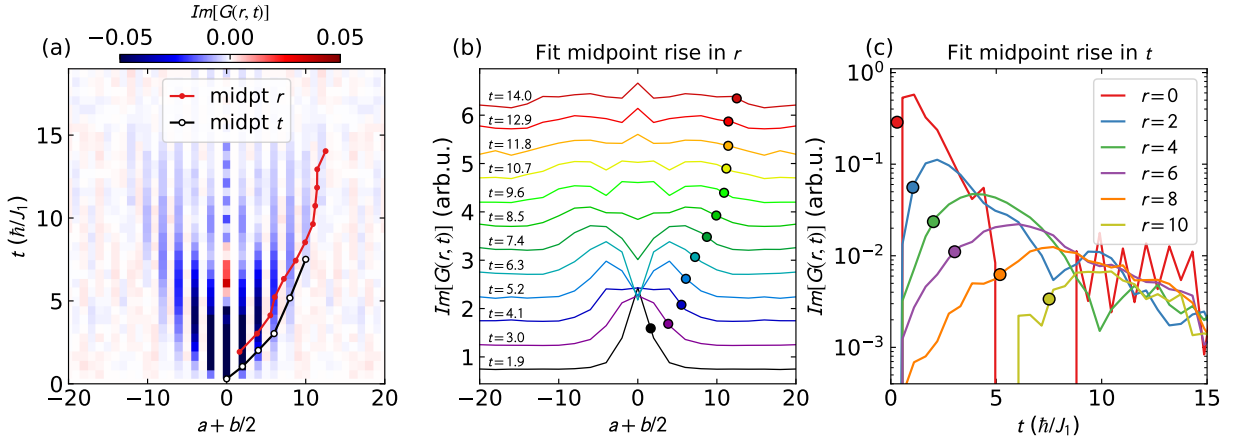 Im[G(r, t)]
−0.05 0.00 0.05
(a)
midpt r
midpt t
t (ħ/J₁)
15
10
5
0
−20 −10 0 10 20
a + b/2
(b) Fit midpoint rise in r
Im[G(r, t)] (arb.u.)
6
5
4
3
2
1
t = 14.0
t = 12.9
t = 11.8
t = 10.7
t = 9.6
t = 8.5
t = 7.4
t = 6.3
t = 5.2
t = 4.1
t = 3.0
t = 1.9
−20 −10 0 10 20
a + b/2
(c) Fit midpoint rise in t
Im[G(r, t)] (arb.u.)
10⁰
10⁻¹
10⁻²
10⁻³
r = 0
r = 2
r = 4
r = 6
r = 8
r = 10
0 5 10 15
t (ħ/J₁)